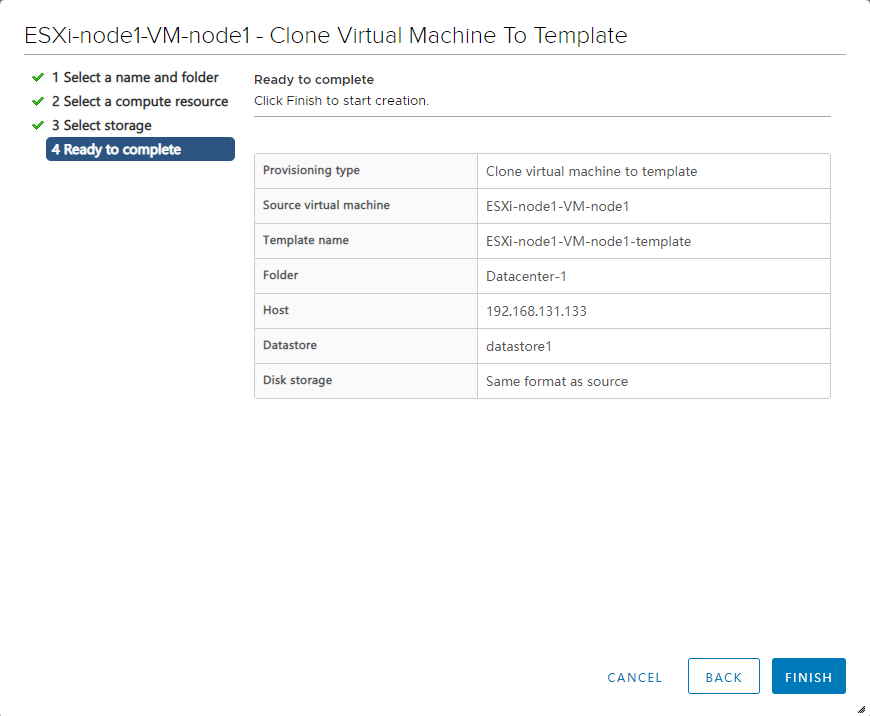 ESXi-node1-VM-node1 - Clone Virtual Machine To Template
1 Select a name and folder
2 Select a compute resource
3 Select storage
4 Ready to complete
Ready to complete
Click Finish to start creation.
Provisioning type Clone virtual machine to template
Source virtual machine ESXi-node1-VM-node1
Template name ESXi-node1-VM-node1-template
Folder Datacenter-1
Host 192.168.131.133
Datastore datastore1
Disk storage Same format as source
CANCEL BACK FINISH